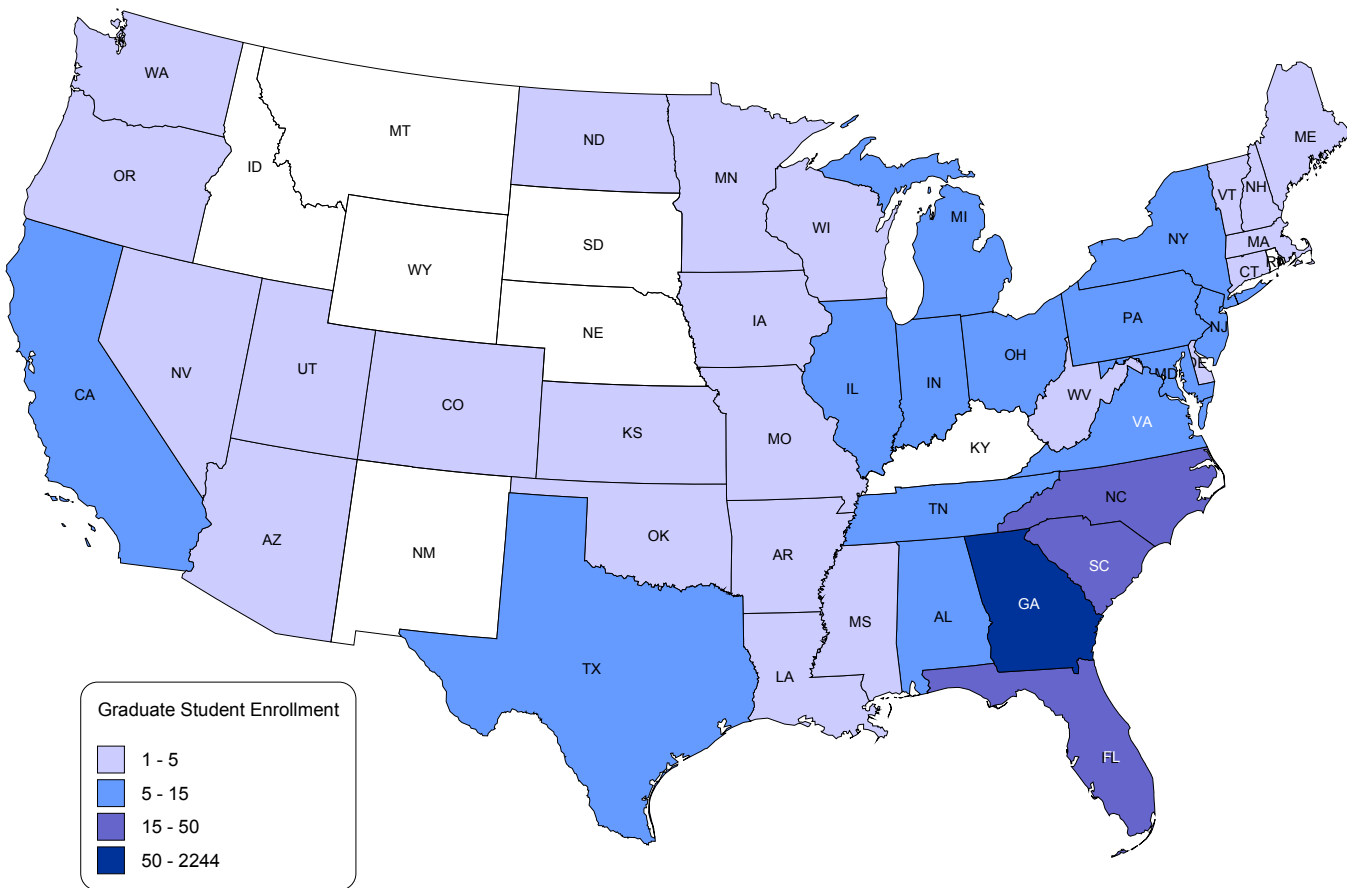 WA
MT
ND
ME
OR
ID
MN
VT
NH
WI
MI
NY
MA
SD
WY
CT
RI
IA
PA
NE
NJ
OH
UT
NV
MD
DE
CA
IL
IN
CO
WV
VA
KS
MO
KY
NC
TN
OK
AZ
AR
NM
SC
GA
AL
MS
TX
LA
FL
Graduate Student Enrollment
1 - 5
5 - 15
15 - 50
50 - 2244